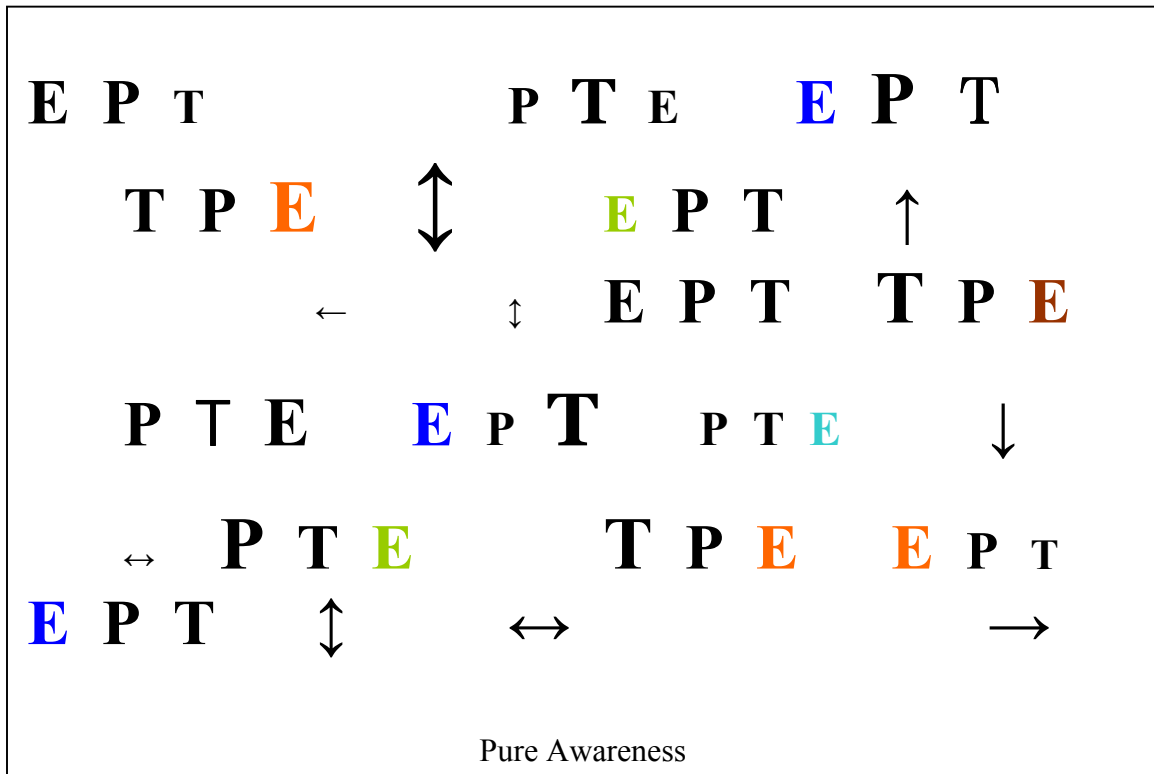 E P T P T E E P T
T P E ↕ E P T ↑
← ↕ E P T T P E
P T E E P T P T E ↓
↔ P T E T P E E P T
E P T ↕ ↔ →
Pure Awareness